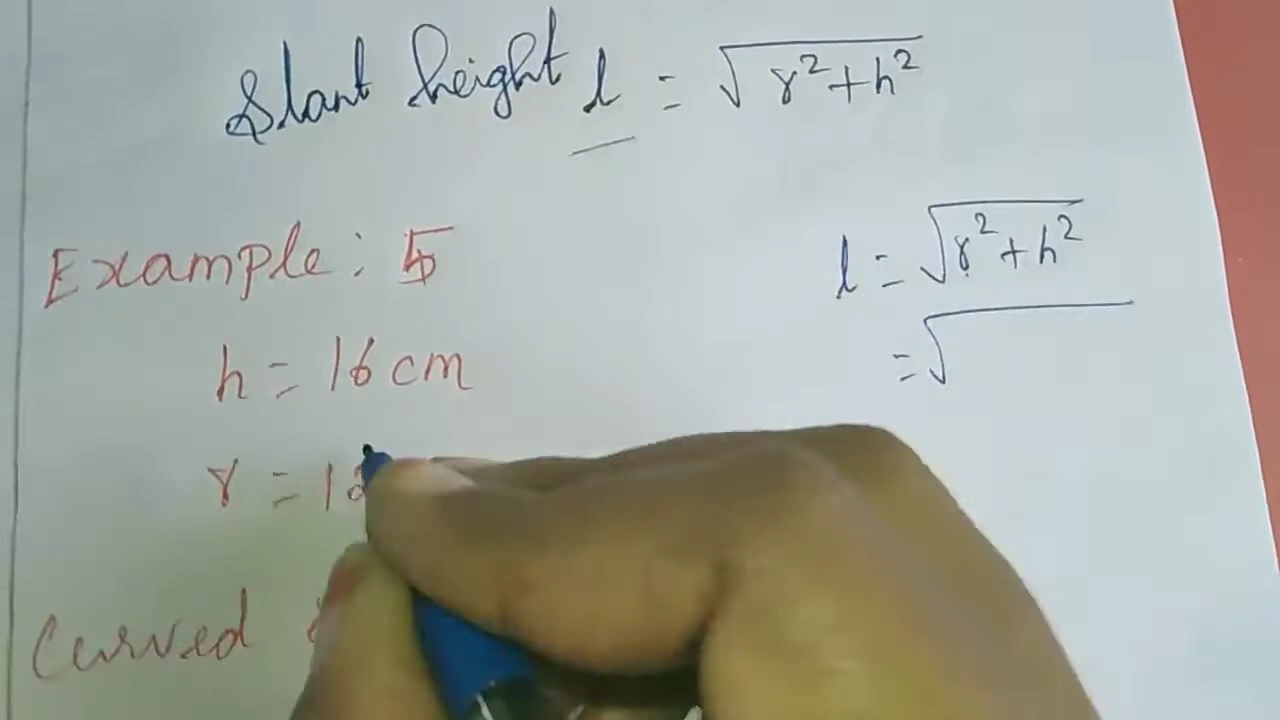 Slant height l = √r²+h²
Example: 5
l = √r²+h²
= √
h = 16 cm
r = 1
Curved